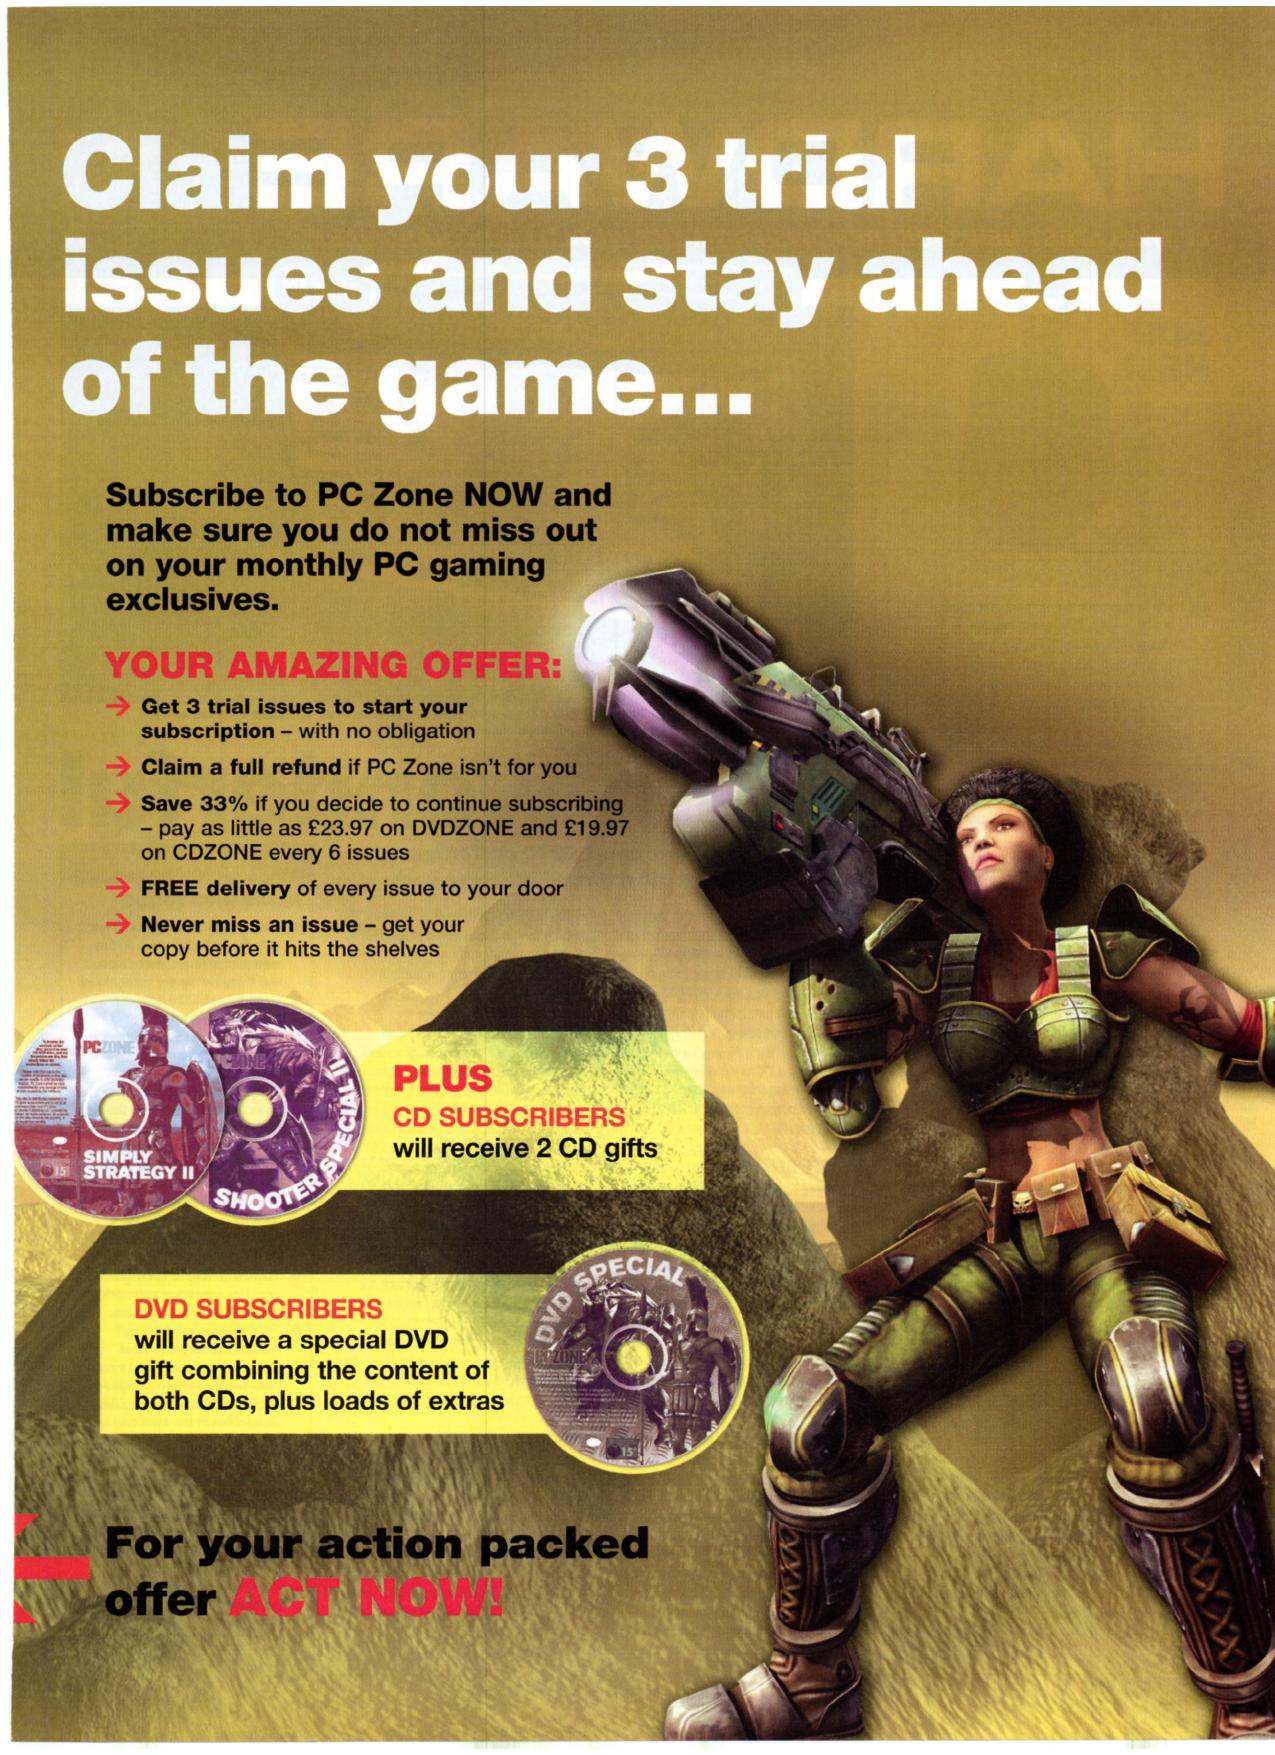 Claim your 3 trial
issues and stay ahead
of the game...
Subscribe to PC Zone NOW and
make sure you do not miss out
on your monthly PC gaming
exclusives.
YOUR AMAZING OFFER:
→ Get 3 trial issues to start your
subscription – with no obligation
→ Claim a full refund if PC Zone isn't for you
→ Save 33% if you decide to continue subscribing
– pay as little as £23.97 on DVDZONE and £19.97
on CDZONE every 6 issues
→ FREE delivery of every issue to your door
→ Never miss an issue – get your
copy before it hits the shelves
PCZONE
SIMPLY
STRATEGY II
15
PCZONE
SHOOTER SPECIAL II
PLUS
CD SUBSCRIBERS
will receive 2 CD gifts
DVD SUBSCRIBERS
will receive a special DVD
gift combining the content of
both CDs, plus loads of extras
DVD SPECIAL
PCZONE
15
For your action packed
offer ACT NOW!